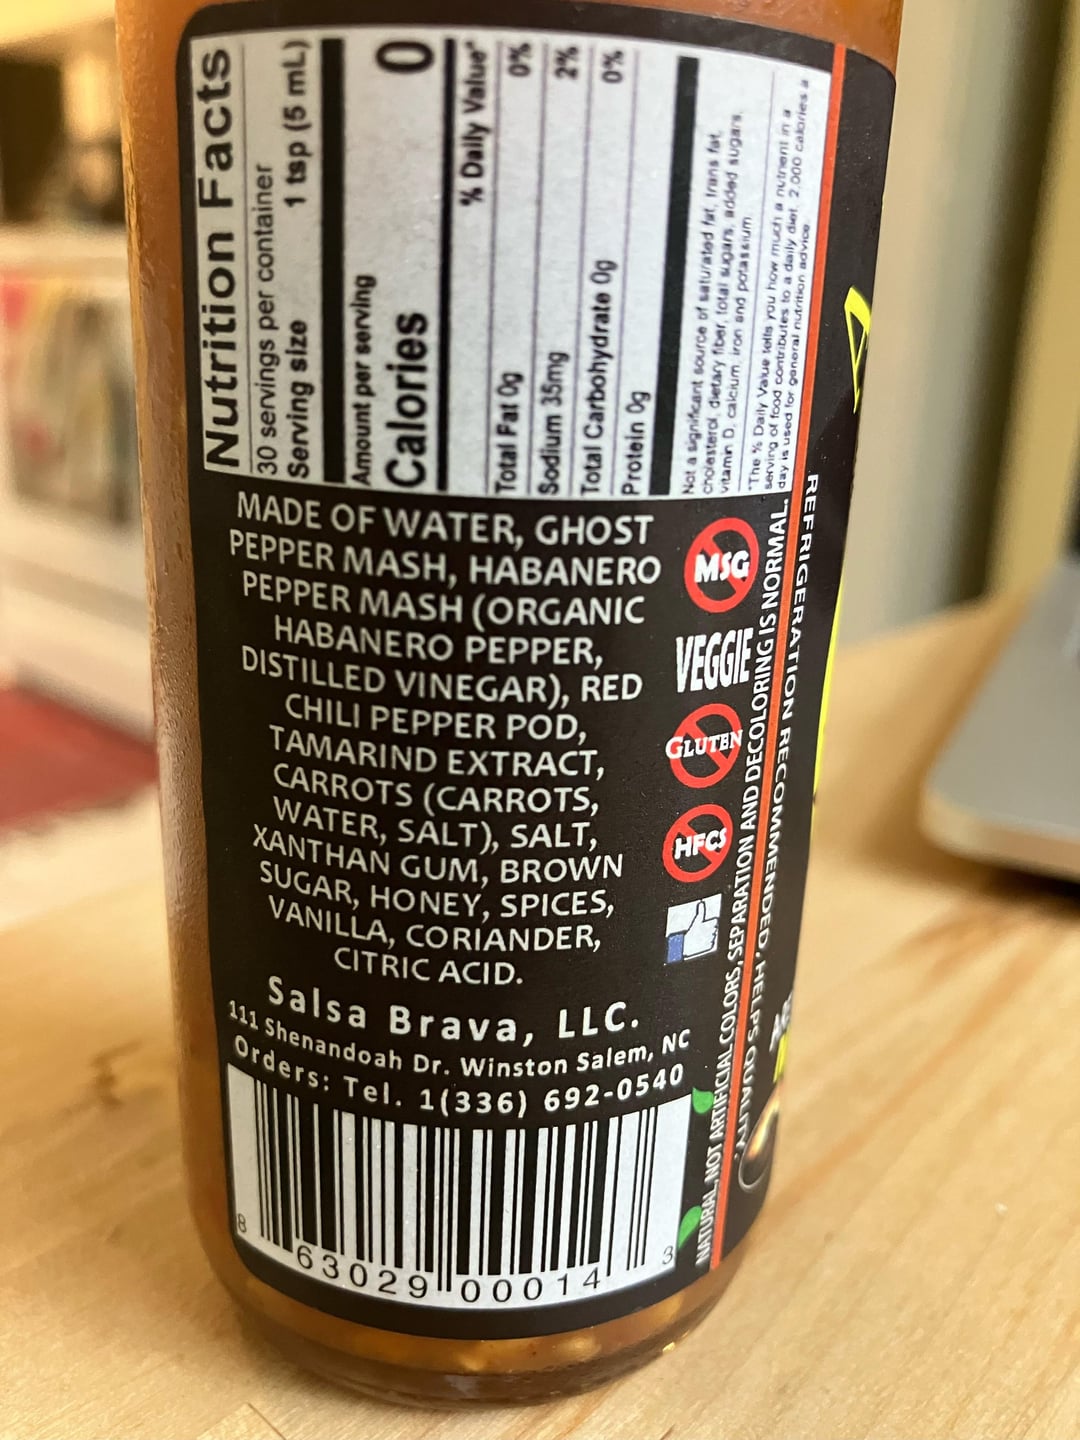 Nutrition Facts
30 servings per container
Serving size 1 tsp (5 mL)
Amount per serving
Calories 0
% Daily Value*
Total Fat 0g 0%
Sodium 35mg 2%
Total Carbohydrate 0g 0%
Protein 0g
Not a significant source of saturated fat, trans fat,
cholesterol, dietary fiber, total sugars, added sugars,
vitamin D, calcium, iron and potassium
*The % Daily Value tells you how much a nutrient in a
serving of food contributes to a daily diet. 2,000 calories a
day is used for general nutrition advice.
MADE OF WATER, GHOST
PEPPER MASH, HABANERO
PEPPER MASH (ORGANIC
HABANERO PEPPER,
DISTILLED VINEGAR), RED
CHILI PEPPER POD,
TAMARIND EXTRACT,
CARROTS (CARROTS,
WATER, SALT), SALT,
XANTHAN GUM, BROWN
SUGAR, HONEY, SPICES,
VANILLA, CORIANDER,
CITRIC ACID.
MSG
VEGGIE
GLUTEN
HFCS
Salsa Brava, LLC.
111 Shenandoah Dr. Winston Salem, NC
Orders: Tel. 1(336) 692-0540
8 63029 00014 3
NATURAL, NOT ARTIFICIAL COLORS, SEPARATION AND DECOLORING IS NORMAL.
REFRIGERATION RECOMMENDED, HELPS QUALITY.